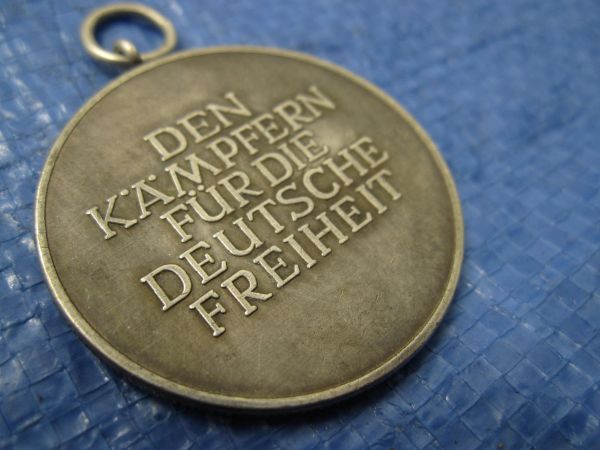 DEN
KÄMPFERN
FÜR DIE
DEUTSCHE
FREIHEIT